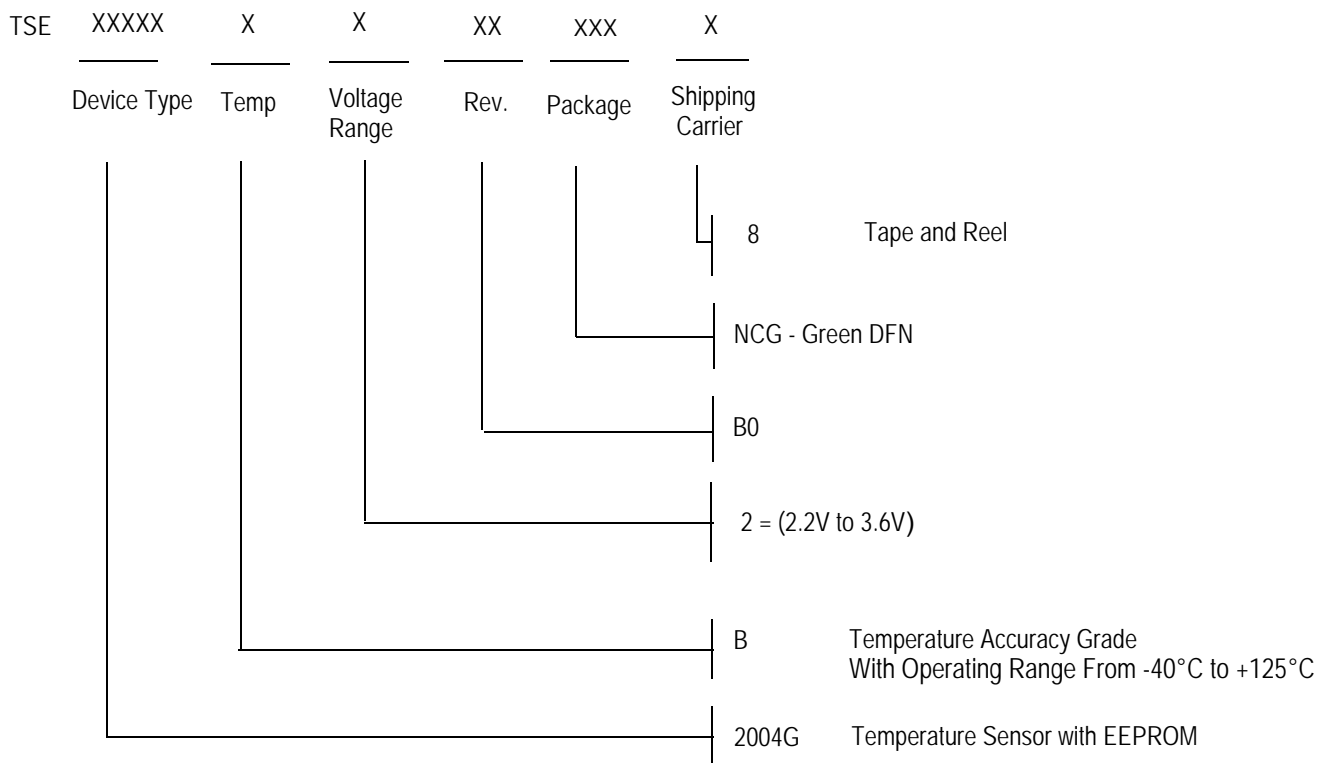 TSE XXXXX X X XX XXX X
Device Type Temp Voltage Range Rev. Package Shipping Carrier
8 Tape and Reel
NCG - Green DFN
B0
2 = (2.2V to 3.6V)
B Temperature Accuracy Grade
With Operating Range From -40°C to +125°C
2004G Temperature Sensor with EEPROM